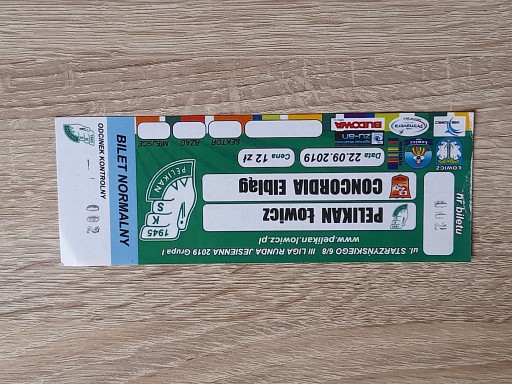 ul. STARZYŃSKIEGO 6/8 III LIGA RUNDA JESIENNA 2019 Grupa I
www.pelikan.lowicz.pl
PELIKAN Łowicz
CONCORDIA Elbląg
Data 22.09.2019 Cena 12 zł
SEKTOR RZĄD MIEJSCE
nr biletu
1945
K S
PELIKAN
ŁOWICZ
Primavera
BUDOWA
BILET NORMALNY
ODCINEK KONTROLNY
002